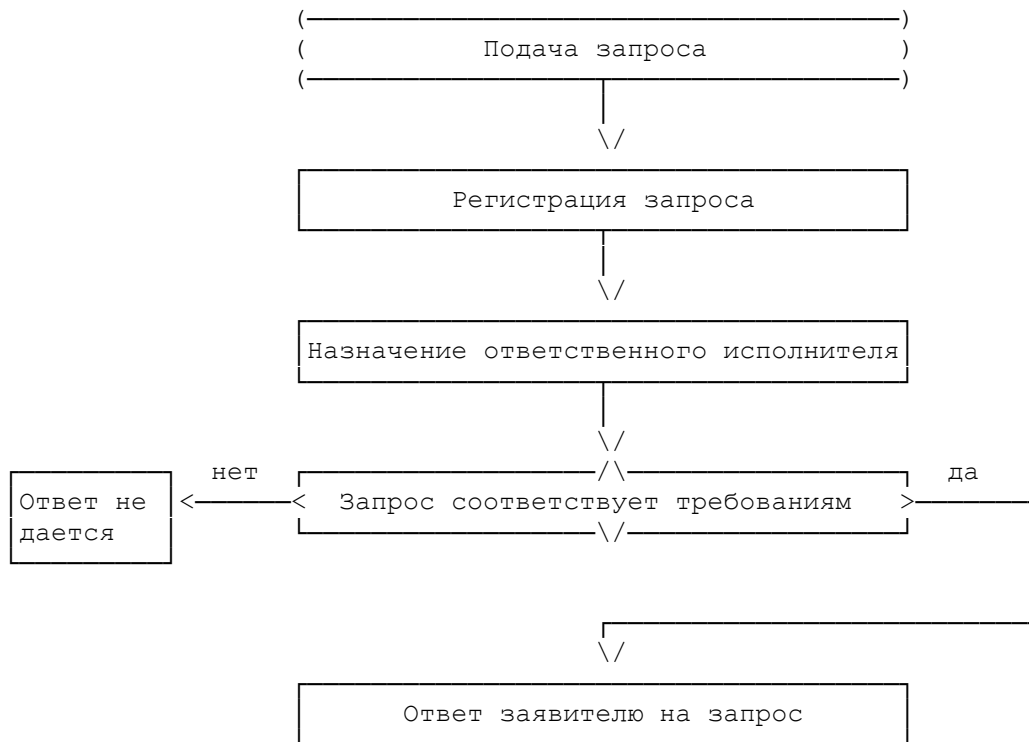 Подача запроса
Регистрация запроса
Назначение ответственного исполнителя
нет
да
Ответ не
дается
Запрос соответствует требованиям
Ответ заявителю на запрос